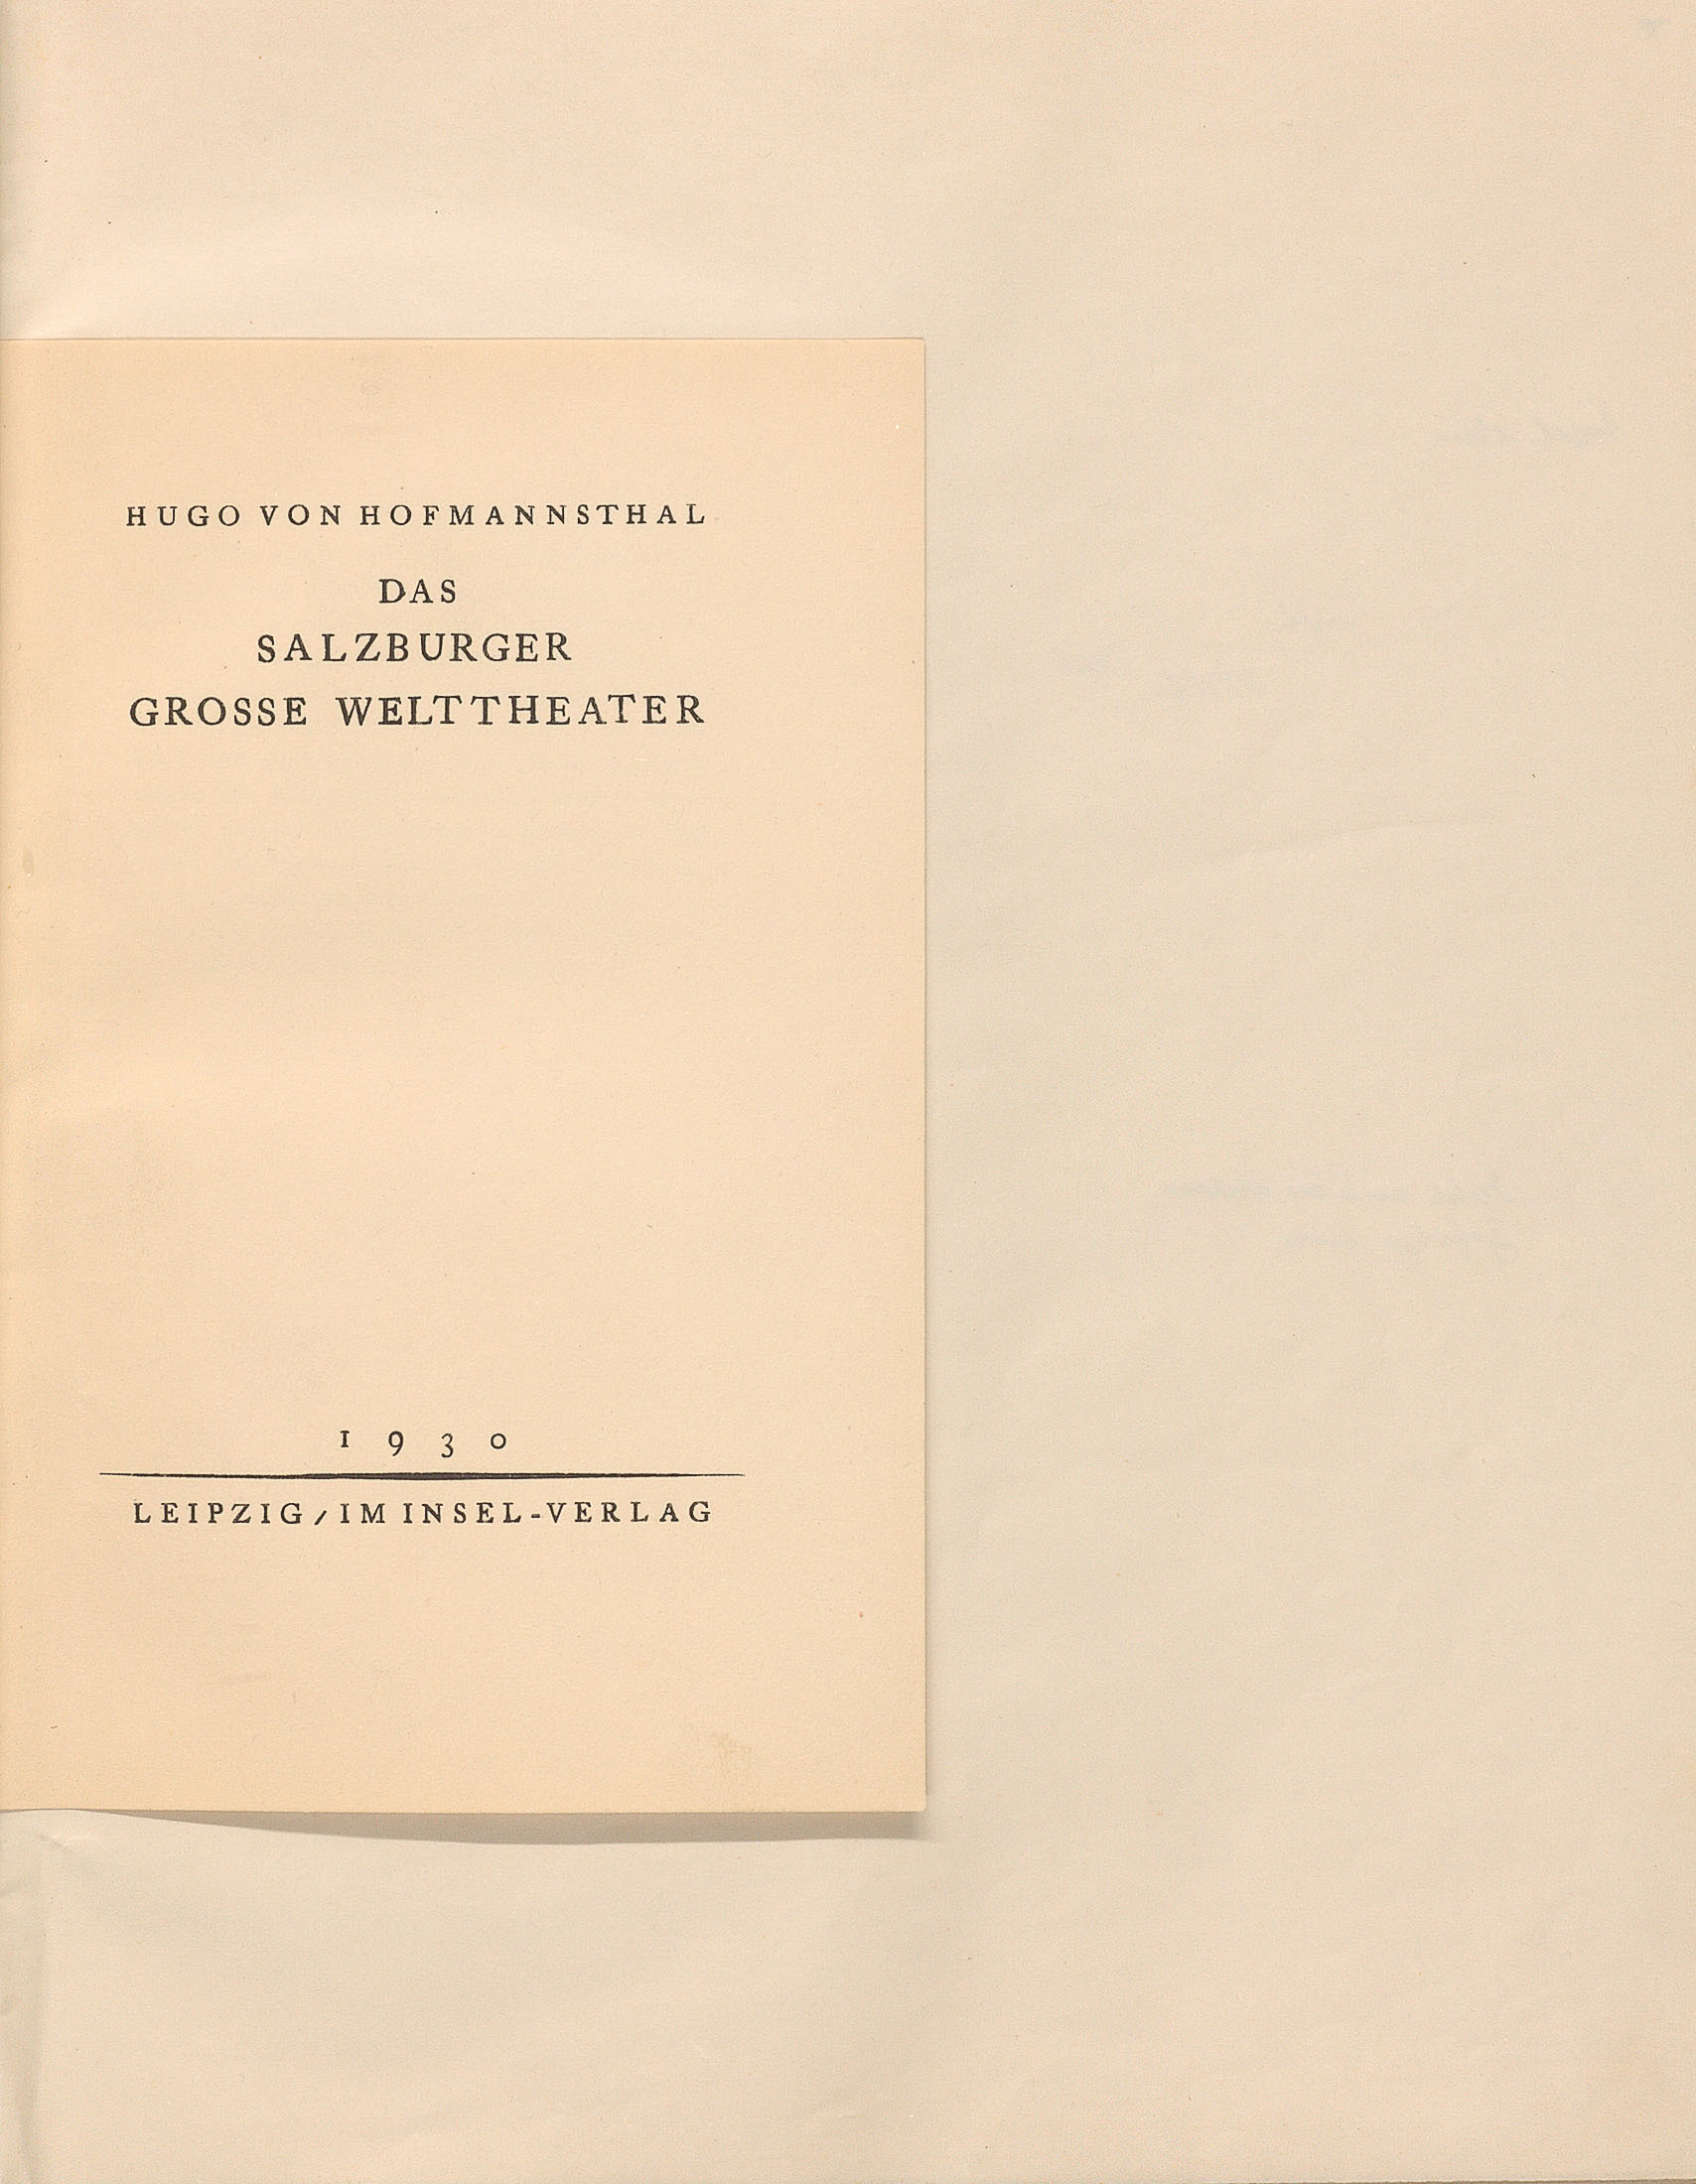 HUGO VON HOFMANNSTHAL
DAS
SALZBURGER
GROSSE WELTTHEATER
1930
LEIPZIG / IM INSEL-VERLAG